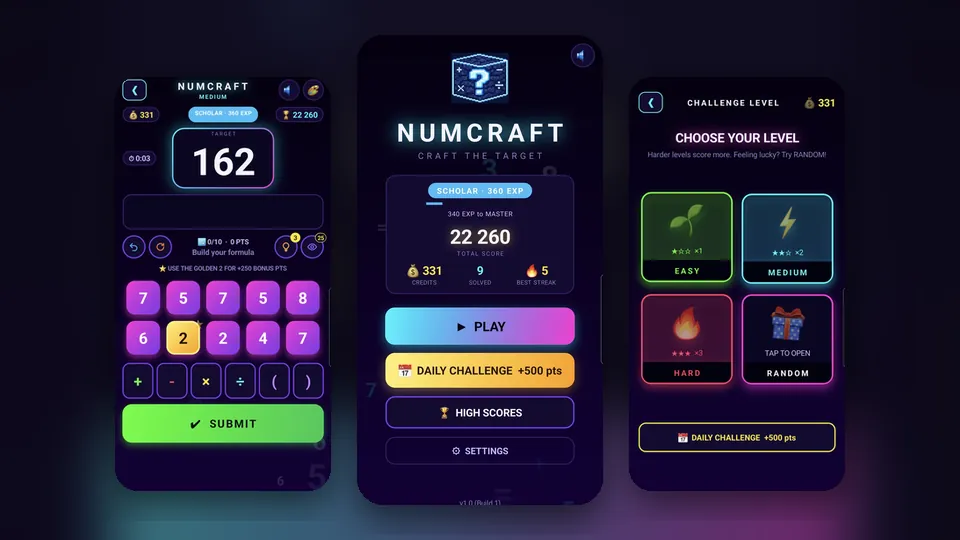 ❮
NUMCRAFT
MEDIUM
331
SCHOLAR · 360 EXP
22 260
TARGET
162
0:03
0/10 · 0 PTS
Build your formula
3
25
USE THE GOLDEN 2 FOR +250 BONUS PTS
7 5 7 5 8
6 2 2 4 7
+ - × ÷ ( )
✔ SUBMIT
6
5
+ - ? × ÷
NUMCRAFT
CRAFT THE TARGET
3
SCHOLAR · 360 EXP
340 EXP to MASTER
22 260
TOTAL SCORE
331 9 5
CREDITS SOLVED BEST STREAK
▶ PLAY
DAILY CHALLENGE +500 pts
7
HIGH SCORES
SETTINGS
v1.0 (Build 1)
❮
CHALLENGE LEVEL
331
CHOOSE YOUR LEVEL
Harder levels score more. Feeling lucky? Try RANDOM!
★☆☆ ×1
EASY
★★☆ ×2
MEDIUM
★★★ ×3
HARD
TAP TO OPEN
RANDOM
DAILY CHALLENGE +500 pts